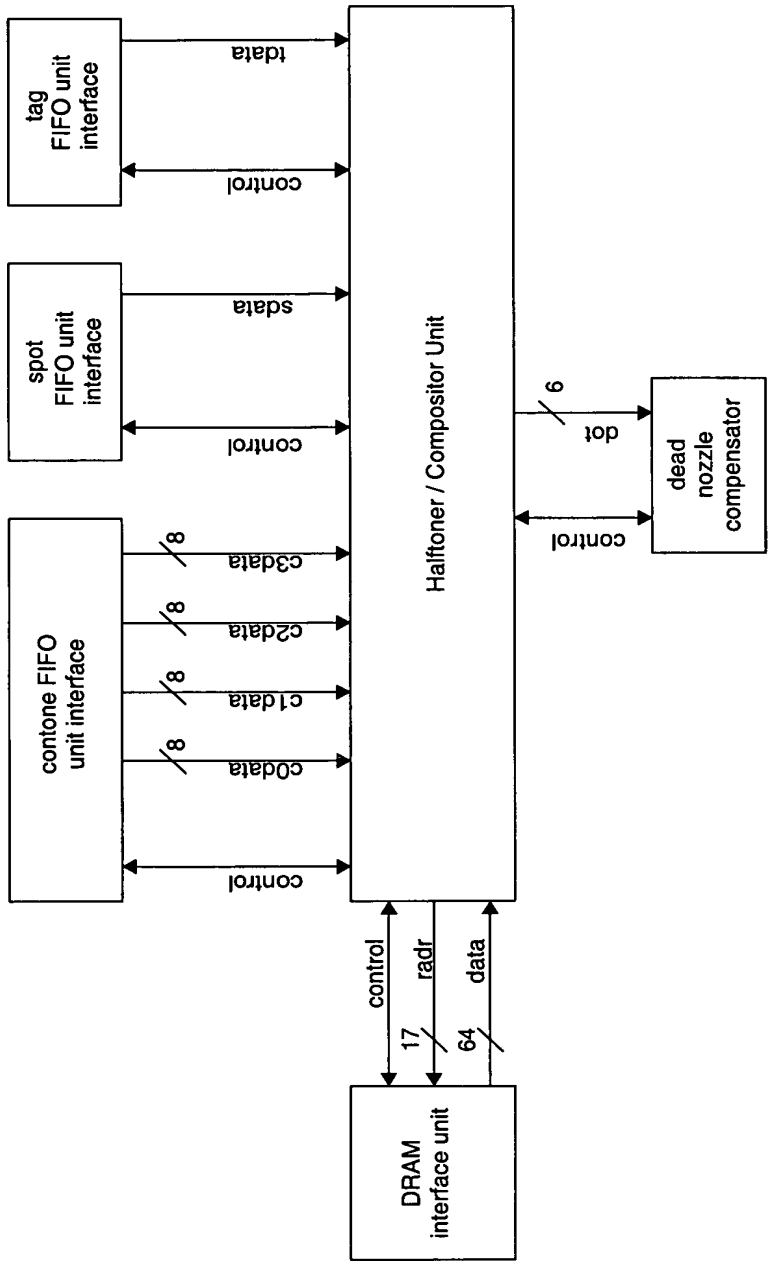 contone FIFO
unit interface
spot
FIFO unit
interface
tag
FIFO unit
interface
control
c0data
8
c1data
8
c2data
8
c3data
8
control
sdata
control
tdata
DRAM
interface unit
control
17
radr
64
data
Halftoner / Compositor Unit
control
dot
6
dead
nozzle
compensator